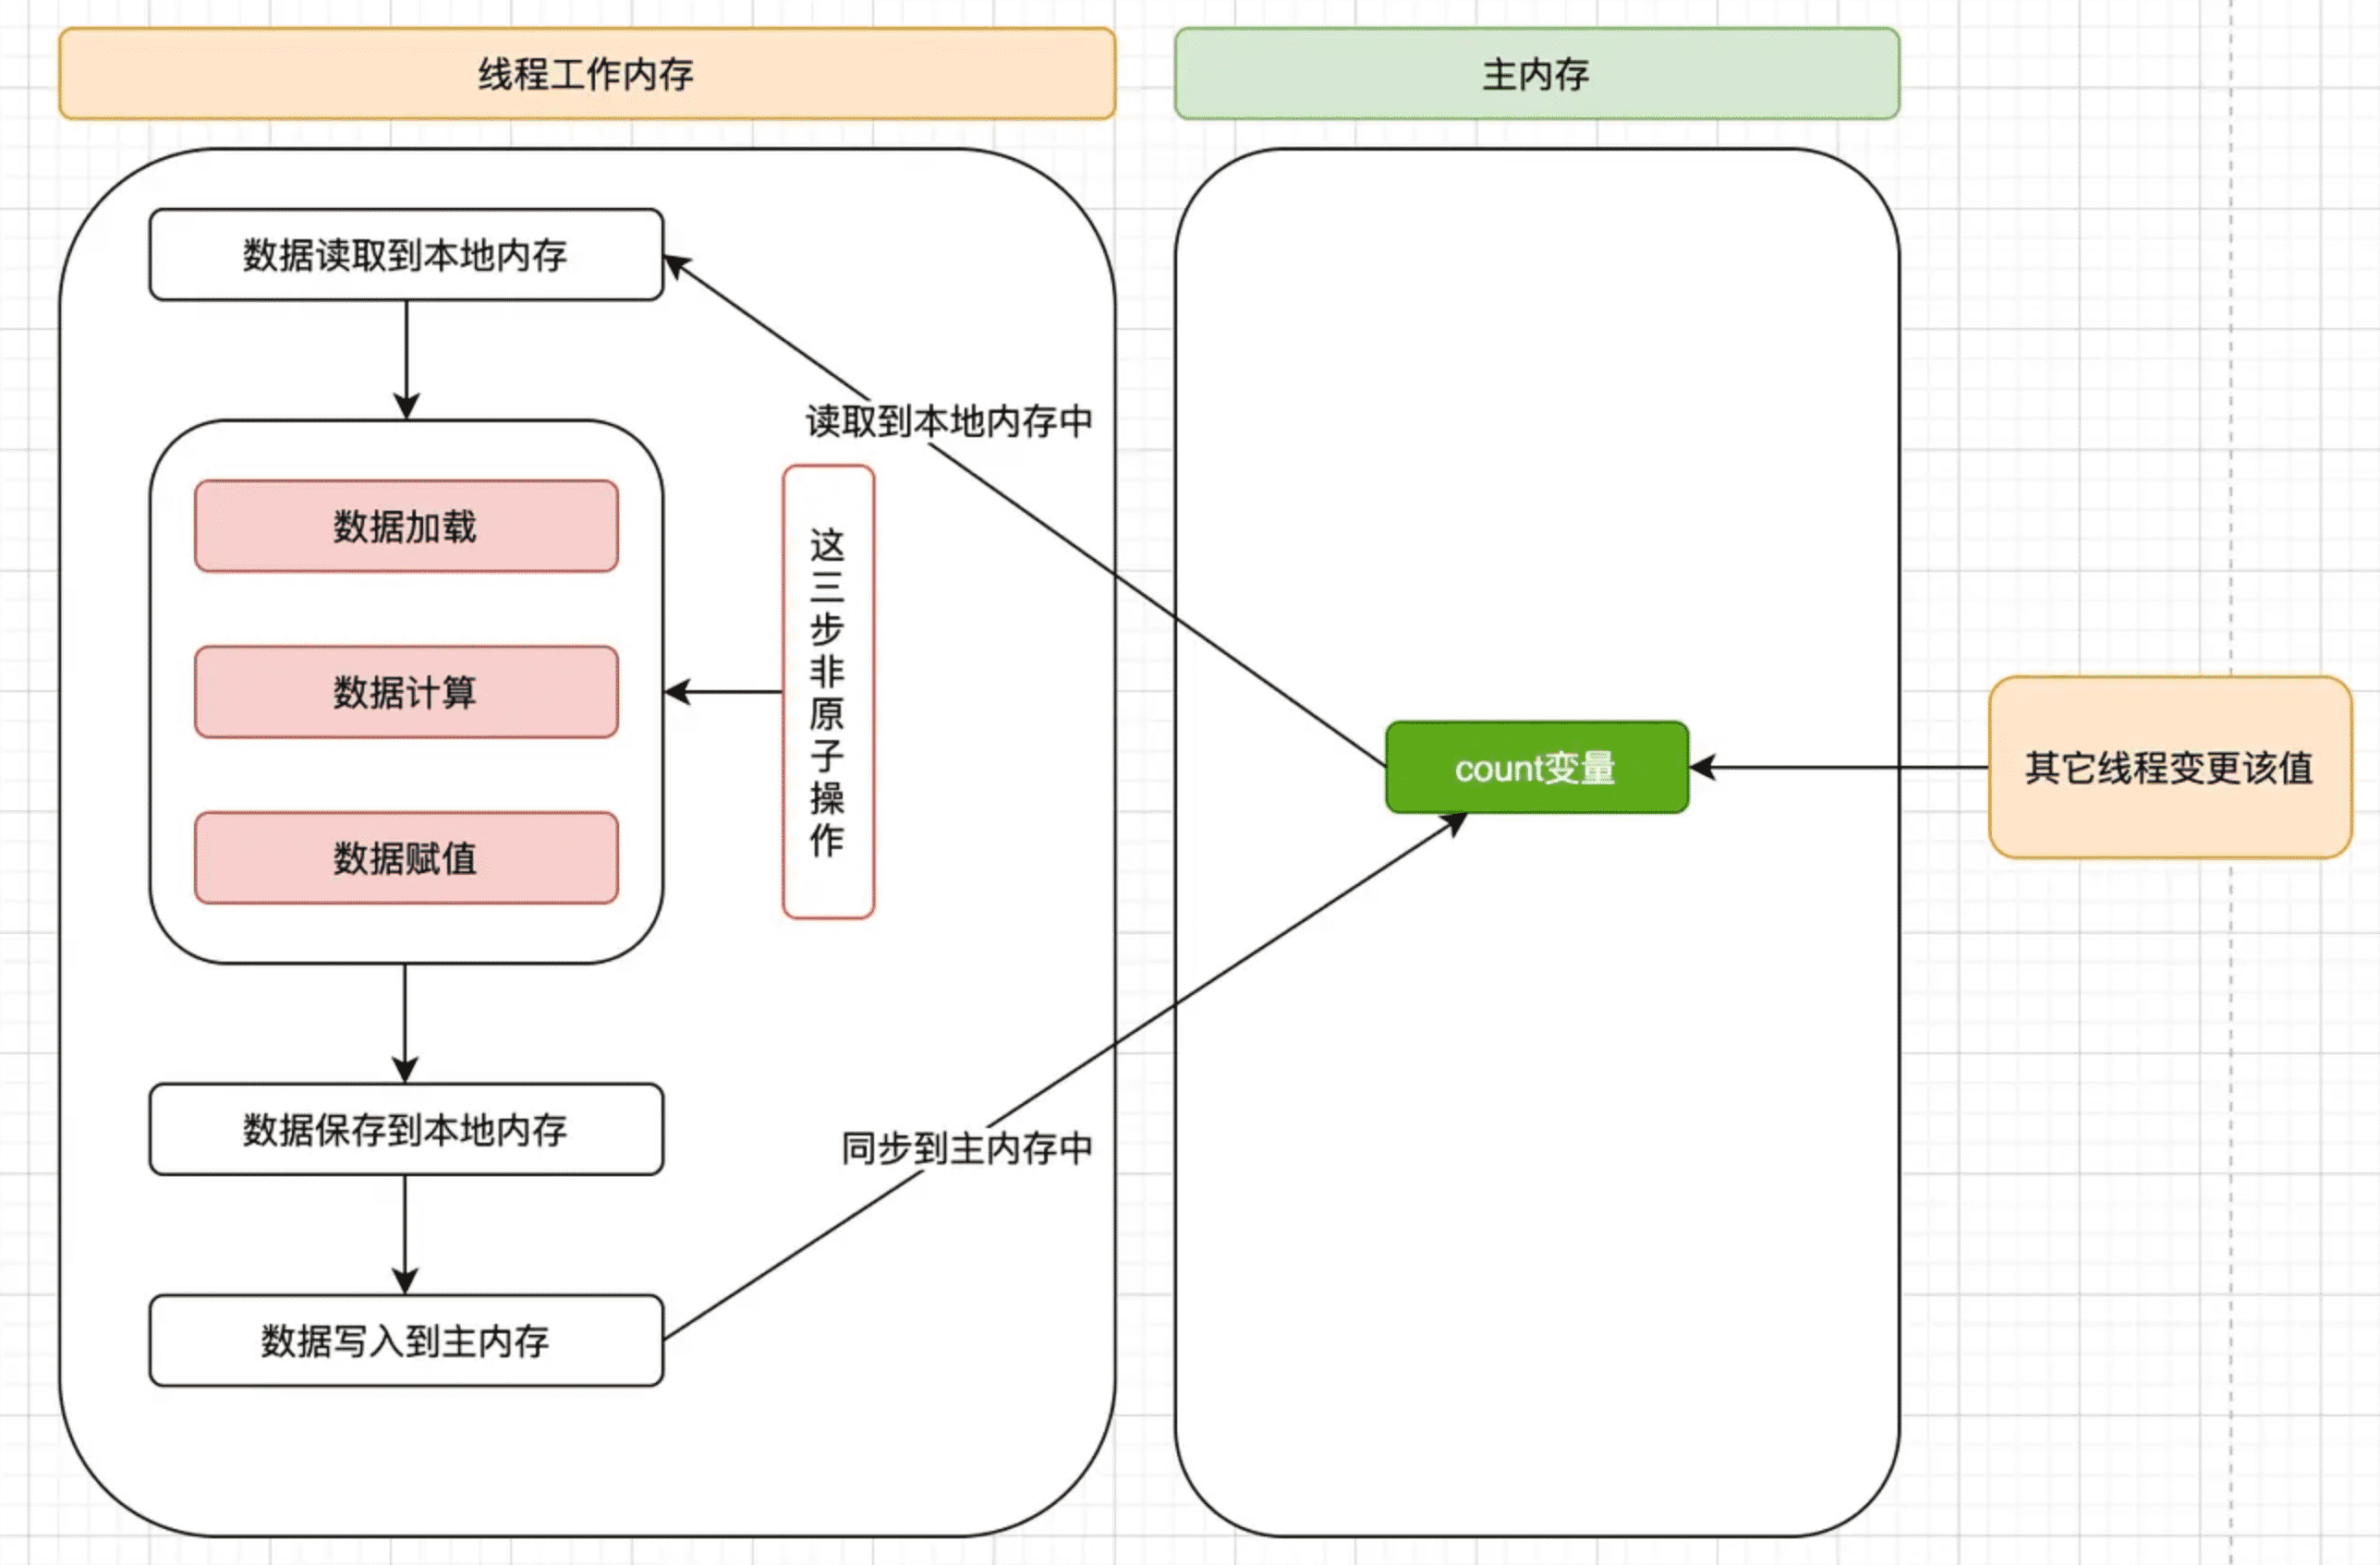 线程工作内存
主内存
数据读取到本地内存
读取到本地内存中
数据加载
数据计算
数据赋值
这三步非原子操作
count变量
其它线程变更该值
数据保存到本地内存
同步到主内存中
数据写入到主内存